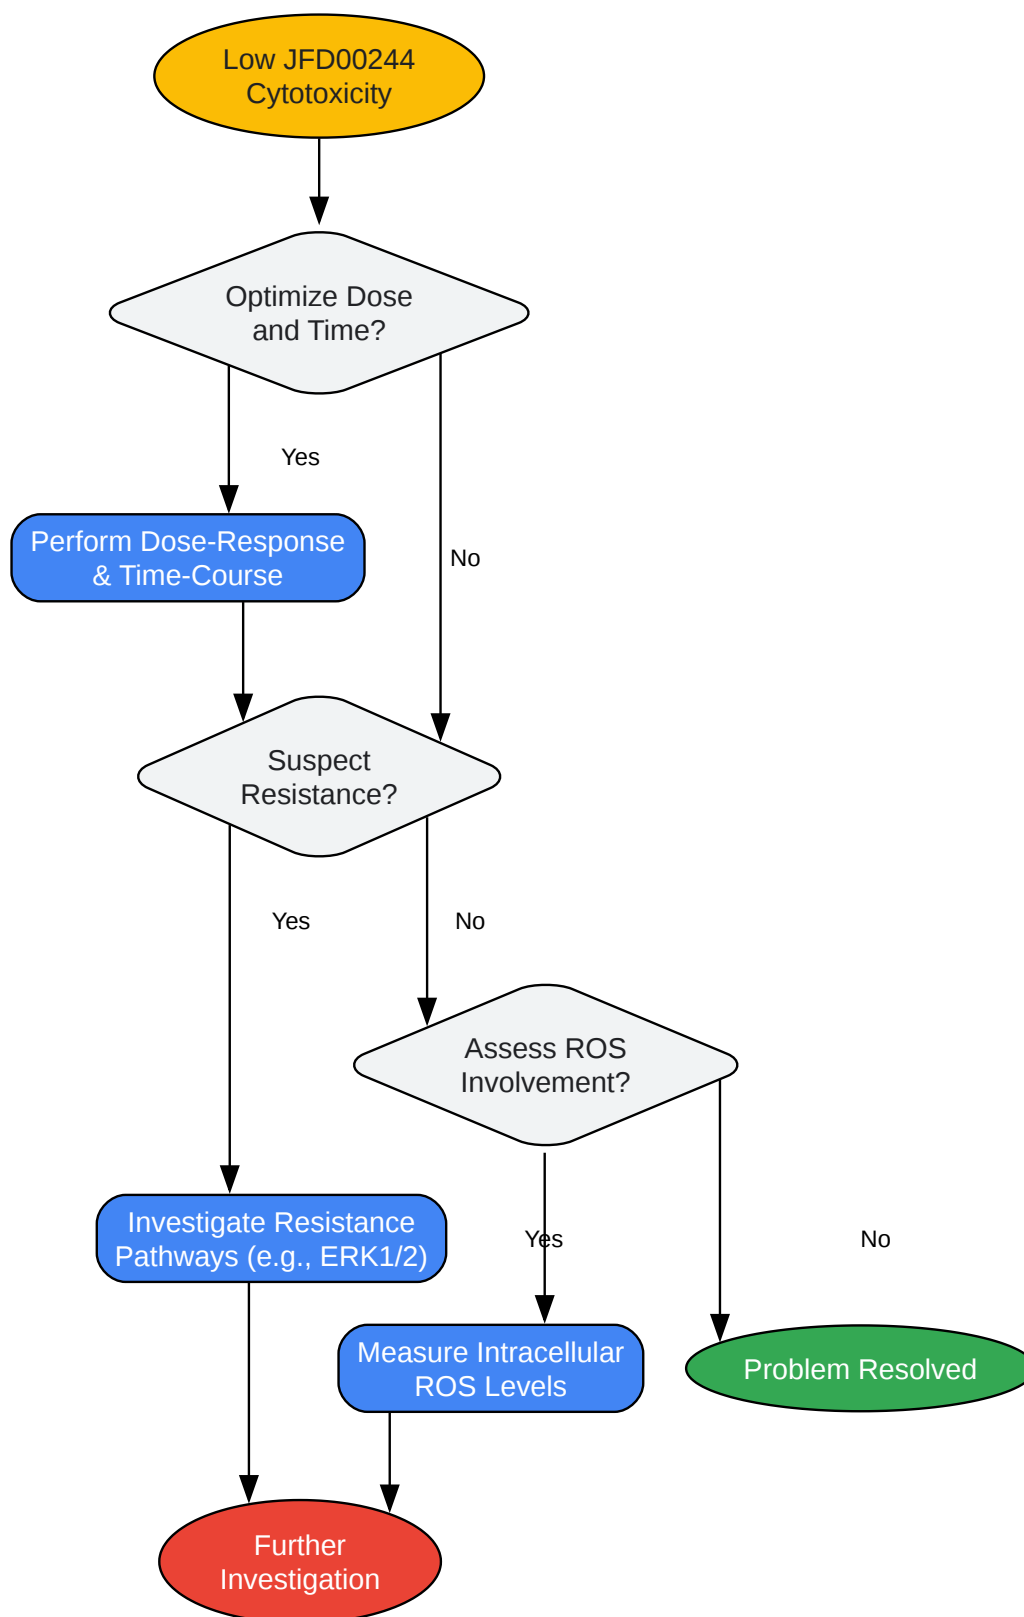 Low JFD00244
Cytotoxicity
Optimize Dose
and Time?
Yes
Perform Dose-Response
& Time-Course
No
Suspect
Resistance?
Yes
No
Assess ROS
Involvement?
Investigate Resistance
Pathways (e.g., ERK1/2)
Yes
No
Measure Intracellular
ROS Levels
Problem Resolved
Further
Investigation